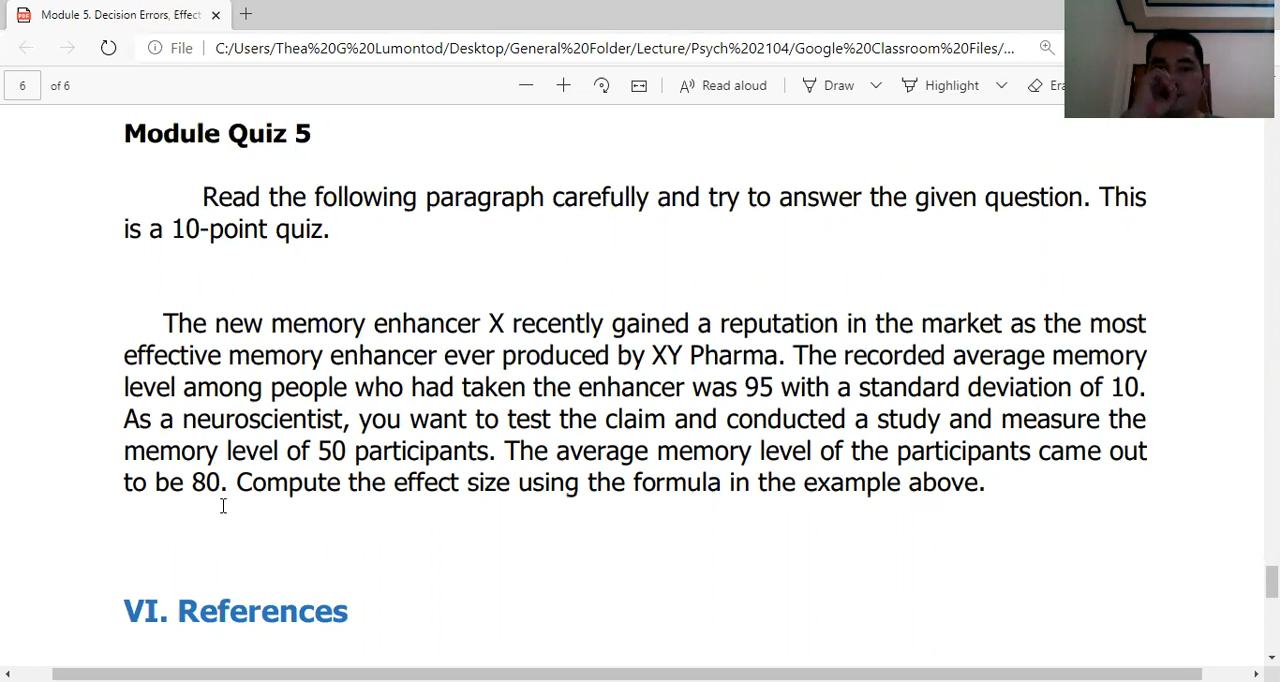 Module 5. Decision Errors, Effect
File C:/Users/Thea%20G%20Lumontod/Desktop/General%20Folder/Lecture/Psych%202104/Google%20Classroom%20Files/...
6 of 6 Read aloud Draw Highlight Era
Module Quiz 5
Read the following paragraph carefully and try to answer the given question. This
is a 10-point quiz.
The new memory enhancer X recently gained a reputation in the market as the most
effective memory enhancer ever produced by XY Pharma. The recorded average memory
level among people who had taken the enhancer was 95 with a standard deviation of 10.
As a neuroscientist, you want to test the claim and conducted a study and measure the
memory level of 50 participants. The average memory level of the participants came out
to be 80. Compute the effect size using the formula in the example above.
VI. References